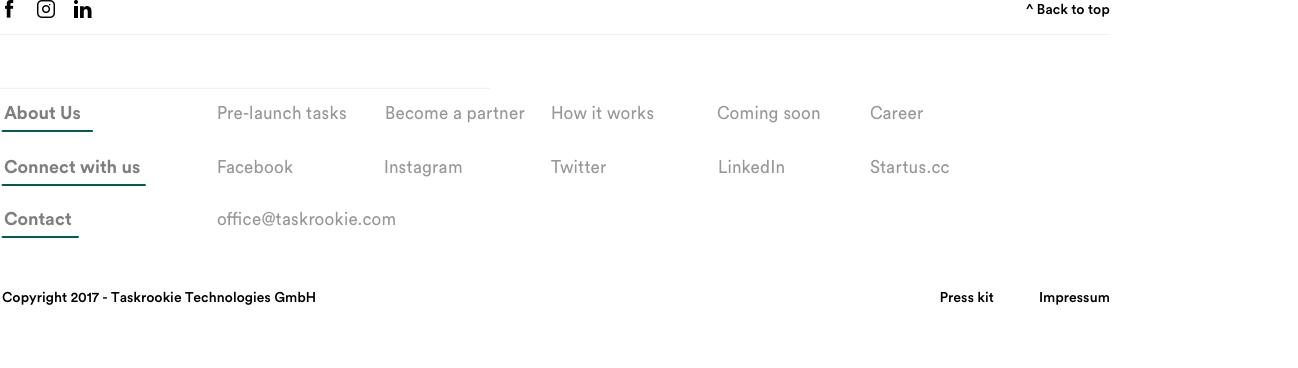 ^ Back to top
About Us Pre-launch tasks Become a partner How it works Coming soon Career
Connect with us Facebook Instagram Twitter LinkedIn Startus.cc
Contact office@taskrookie.com
Copyright 2017 - Taskrookie Technologies GmbH Press kit Impressum